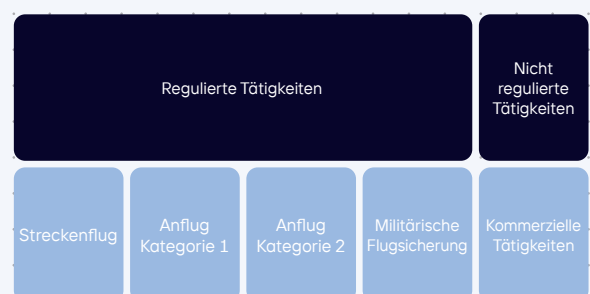 Regulierte Tätigkeiten
Nicht
regulierte
Tätigkeiten
Streckenflug
Anflug
Kategorie 1
Anflug
Kategorie 2
Militärische
Flugsicherung
Kommerzielle
Tätigkeiten